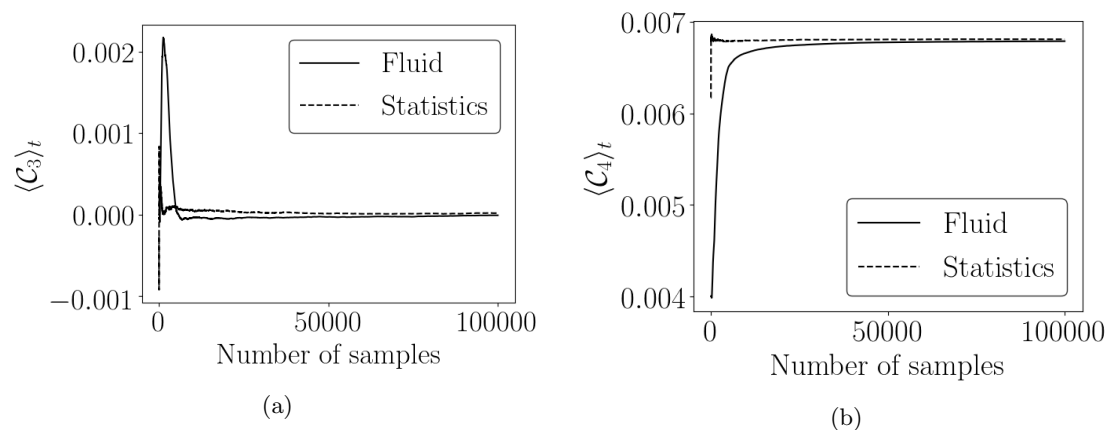 0.002
0.001
0.000
−0.001
⟨C₃⟩ₜ
Fluid
Statistics
0
50000
100000
Number of samples
(a)
0.007
0.006
0.005
0.004
⟨C₄⟩ₜ
Fluid
Statistics
0
50000
100000
Number of samples
(b)